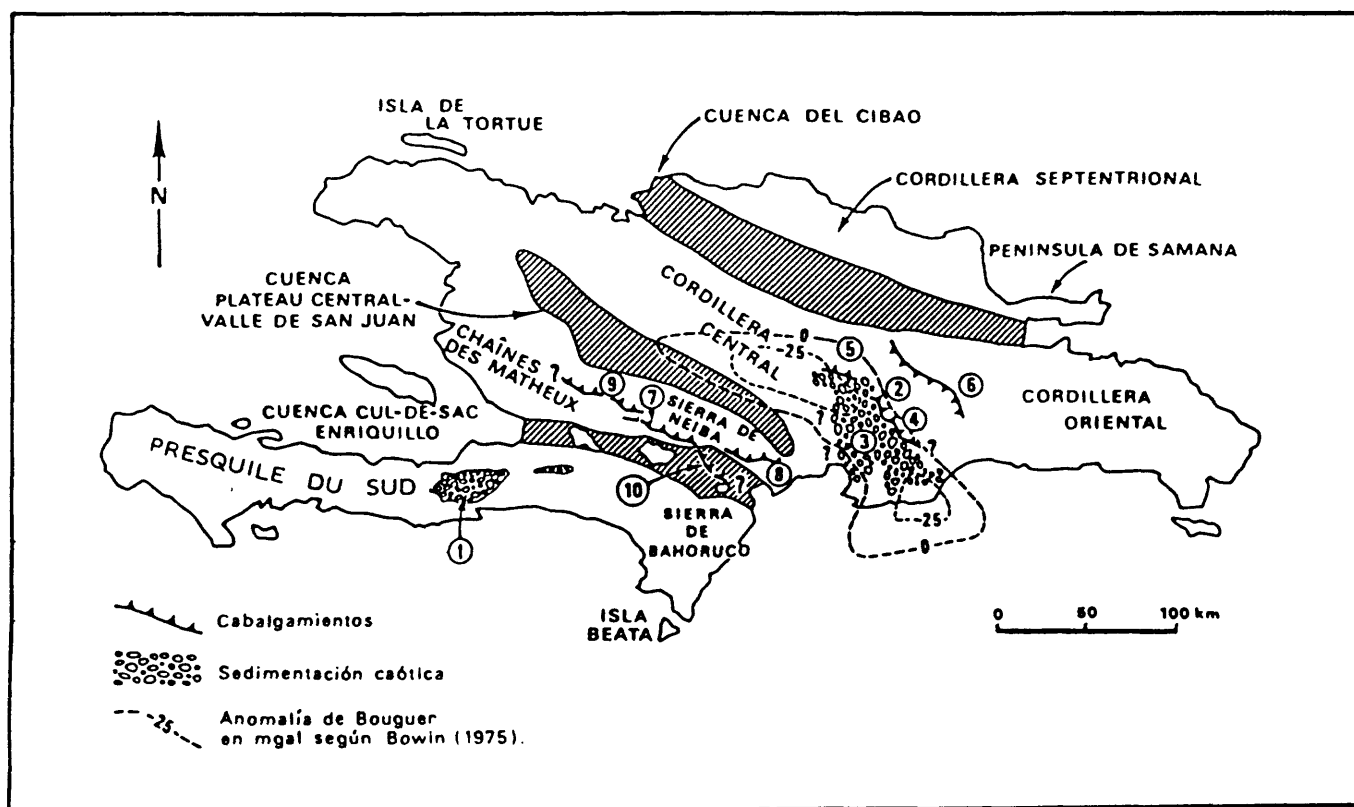 ISLA DE
LA TORTUE
CUENCA DEL CIBAO
N
CORDILLERA SEPTENTRIONAL
PENINSULA DE SAMANA
CUENCA
PLATEAU CENTRAL-
VALLE DE SAN JUAN
CORDILLERA
CENTRAL
0
-25
5
CHAÎNES
DES MATHEUX
?
9
7
2
6
4
?
CORDILLERA
ORIENTAL
SIERRA DE
NEIBA
?
?
3
CUENCA CUL-DE-SAC
ENRIQUILLO
PRESQUILE DU SUD
8
?
10
1
SIERRA
DE
BAHORUCO
-25
0
ISLA
BEATA
0 50 100 km
Cabalgamientos
Sedimentación caótica
-25
Anomalía de Bouguer
en mgal según Bowin (1975).